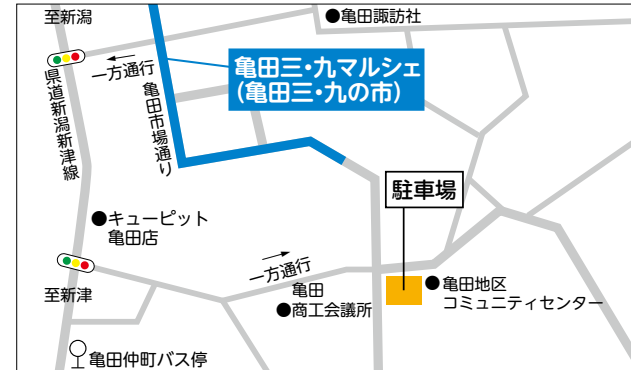 至新潟
●亀田諏訪社
一方通行
亀田三・九マルシェ
(亀田三・九の市)
県道新潟新津線
亀田市場通り
駐車場
●キューピット
亀田店
一方通行
至新津
亀田
●商工会議所
●亀田地区
コミュニティセンター
亀田仲町バス停